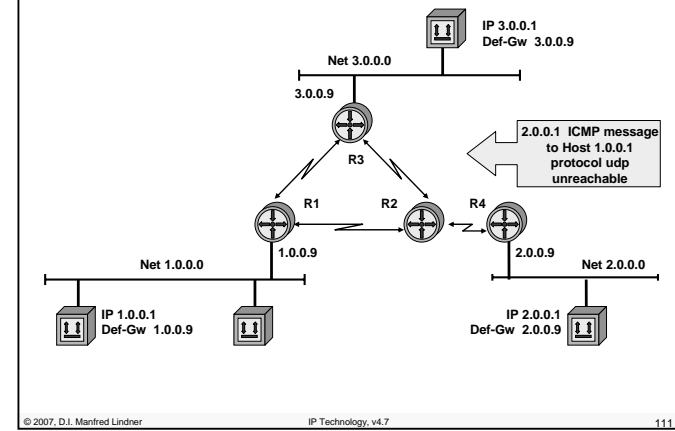 IP 3.0.0.1
Def-Gw 3.0.0.9
Net 3.0.0.0
3.0.0.9
R3
2.0.0.1 ICMP message
to Host 1.0.0.1
protocol udp
unreachable
R1
R2
R4
1.0.0.9
2.0.0.9
Net 1.0.0.0
Net 2.0.0.0
IP 1.0.0.1
Def-Gw 1.0.0.9
IP 2.0.0.1
Def-Gw 2.0.0.9
© 2007, D.I. Manfred Lindner
IP Technology, v4.7
111